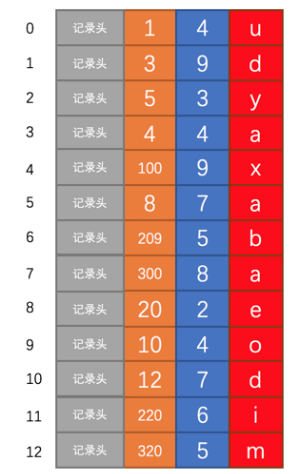 0 记录头 1 4 u
1 记录头 3 9 d
2 记录头 5 3 y
3 记录头 4 4 a
4 记录头 100 9 x
5 记录头 8 7 a
6 记录头 209 5 b
7 记录头 300 8 a
8 记录头 20 2 e
9 记录头 10 4 o
10 记录头 12 7 d
11 记录头 220 6 i
12 记录头 320 5 m